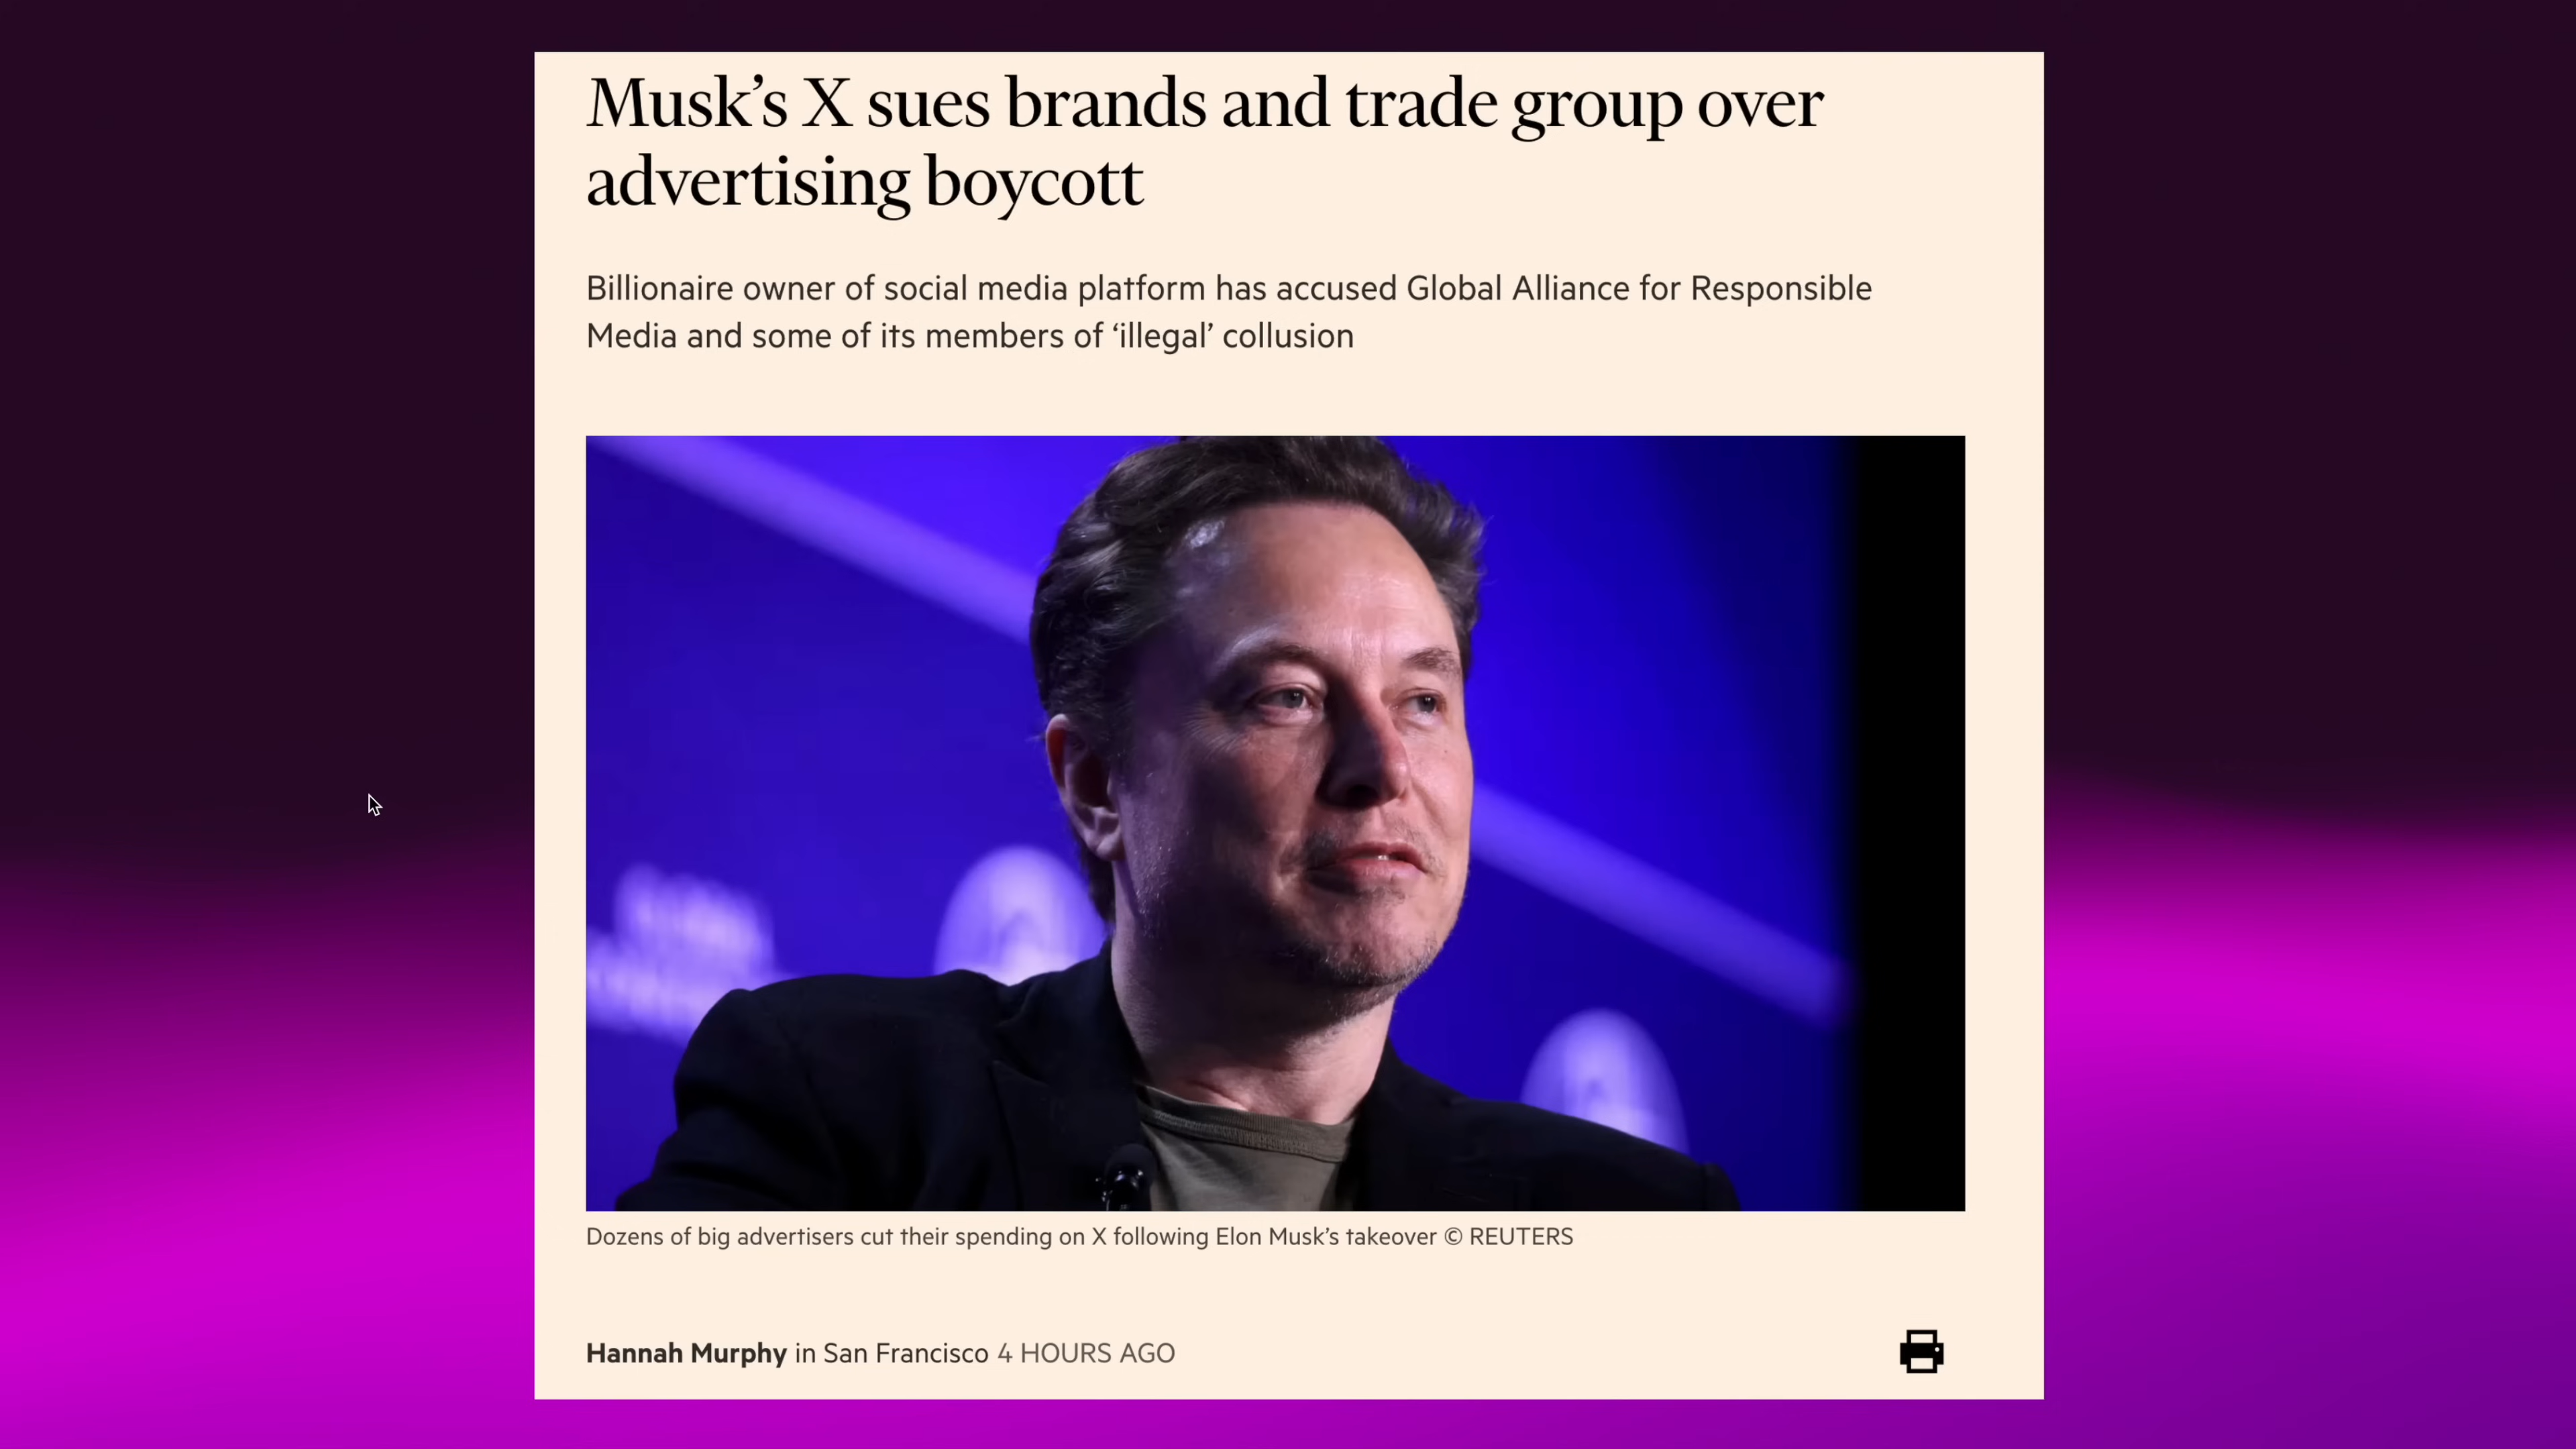 Musk’s X sues brands and trade group over
advertising boycott
Billionaire owner of social media platform has accused Global Alliance for Responsible
Media and some of its members of ‘illegal’ collusion
Dozens of big advertisers cut their spending on X following Elon Musk’s takeover © REUTERS
Hannah Murphy in San Francisco 4 HOURS AGO